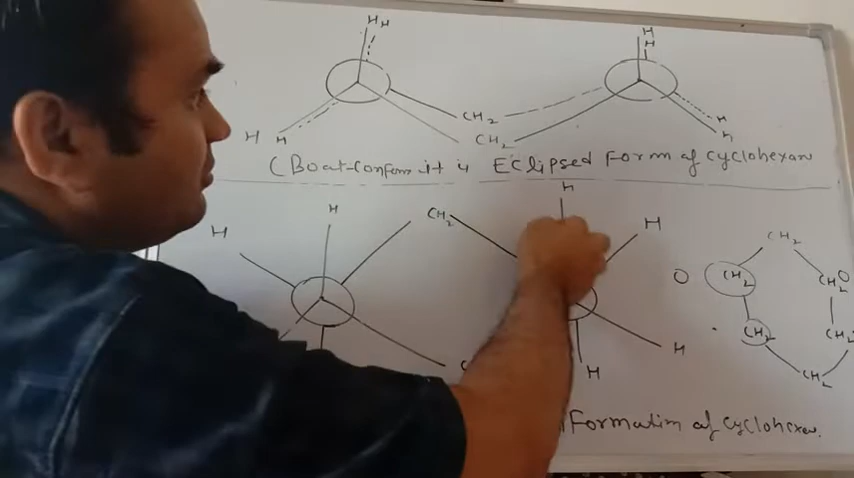 H H
H
H
CH2
H H
CH2
H
H
H
(Boat-Conform it is Eclipsed Form of cyclohexan
H
H
CH2
H
H
CH2
O
CH2
CH2
O
CH2
CH2
H
CH2
H
Formation of cyclohexan.